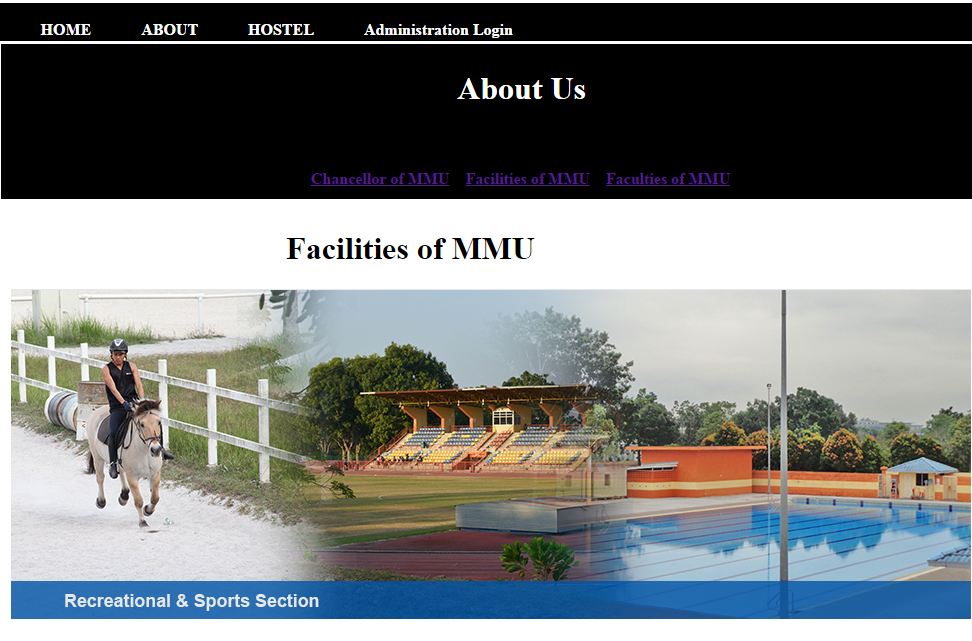 HOME ABOUT HOSTEL Administration Login
About Us
Chancellor of MMU Facilities of MMU Faculties of MMU
Facilities of MMU
Recreational & Sports Section